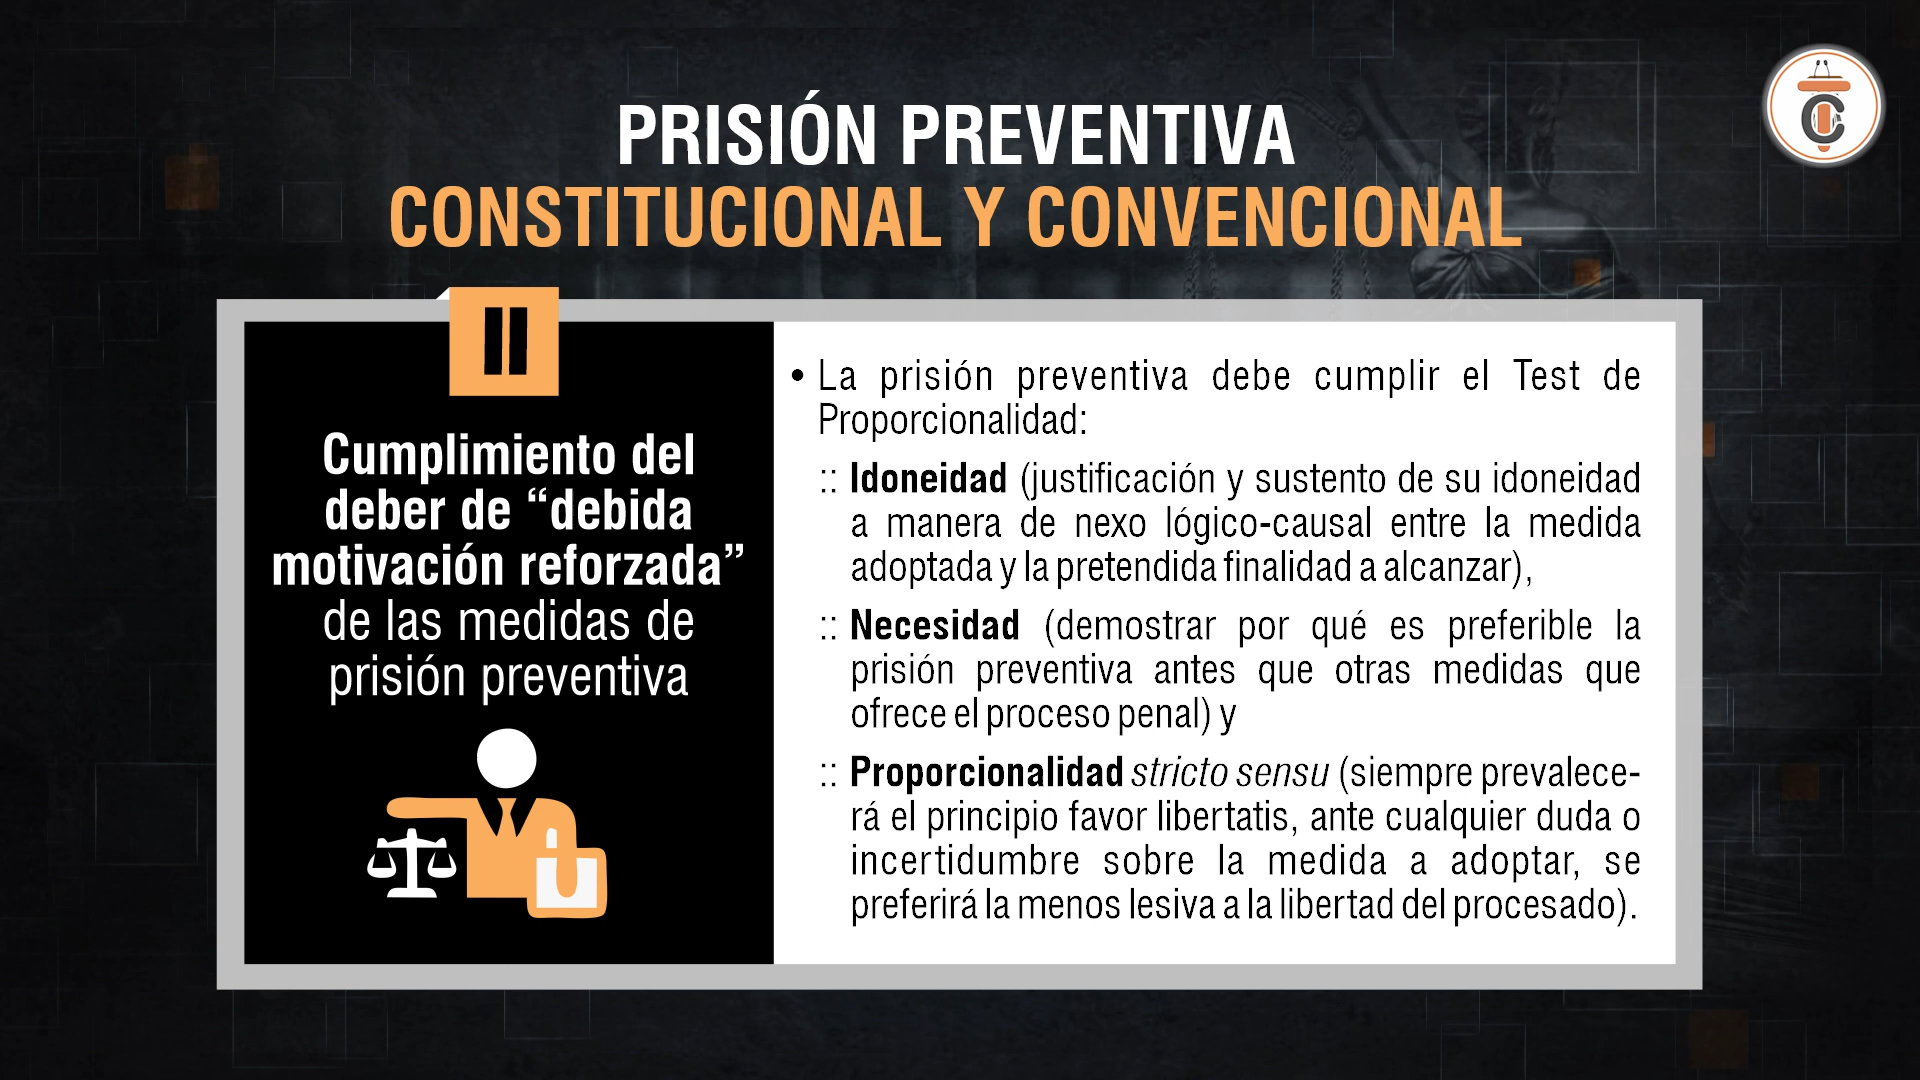 PRISIÓN PREVENTIVA
CONSTITUCIONAL Y CONVENCIONAL
II
Cumplimiento del
deber de “debida
motivación reforzada”
de las medidas de
prisión preventiva
• La prisión preventiva debe cumplir el Test de
Proporcionalidad:
:: Idoneidad (justificación y sustento de su idoneidad
a manera de nexo lógico-causal entre la medida
adoptada y la pretendida finalidad a alcanzar),
:: Necesidad (demostrar por qué es preferible la
prisión preventiva antes que otras medidas que
ofrece el proceso penal) y
:: Proporcionalidad stricto sensu (siempre prevalece-
rá el principio favor libertatis, ante cualquier duda o
incertidumbre sobre la medida a adoptar, se
preferirá la menos lesiva a la libertad del procesado).